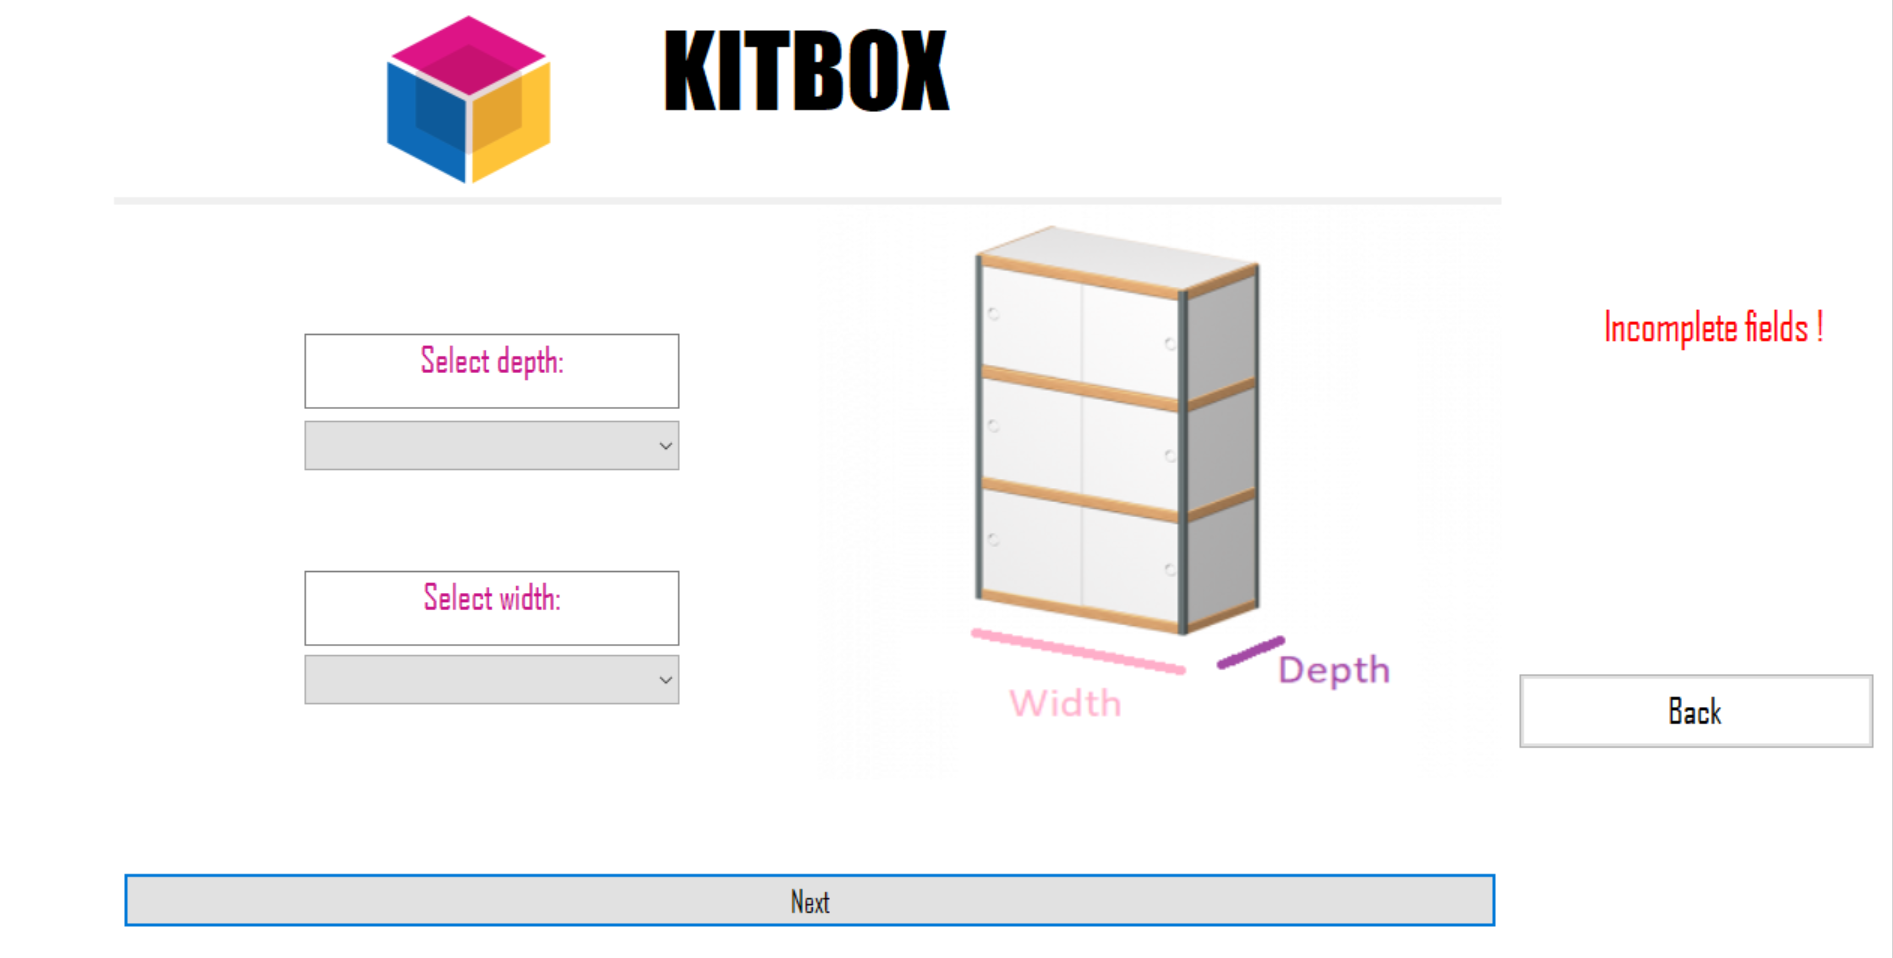 KITBOX
Select depth:
Select width:
Width
Depth
Incomplete fields !
Back
Next